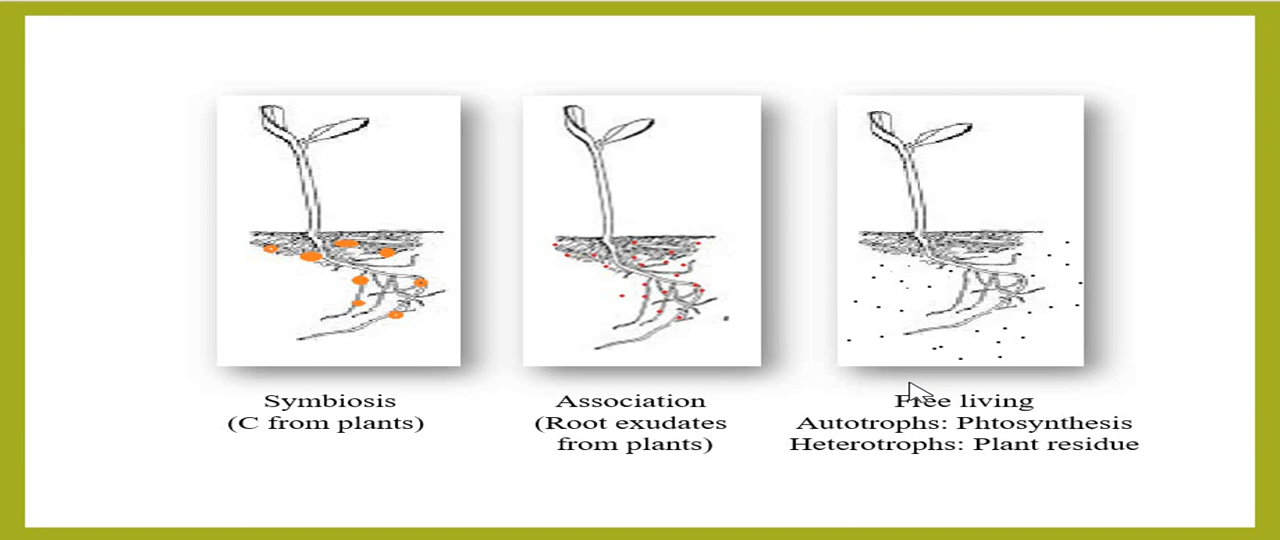 Symbiosis
(C from plants)
Association
(Root exudates
from plants)
Free living
Autotrophs: Phtosynthesis
Heterotrophs: Plant residue